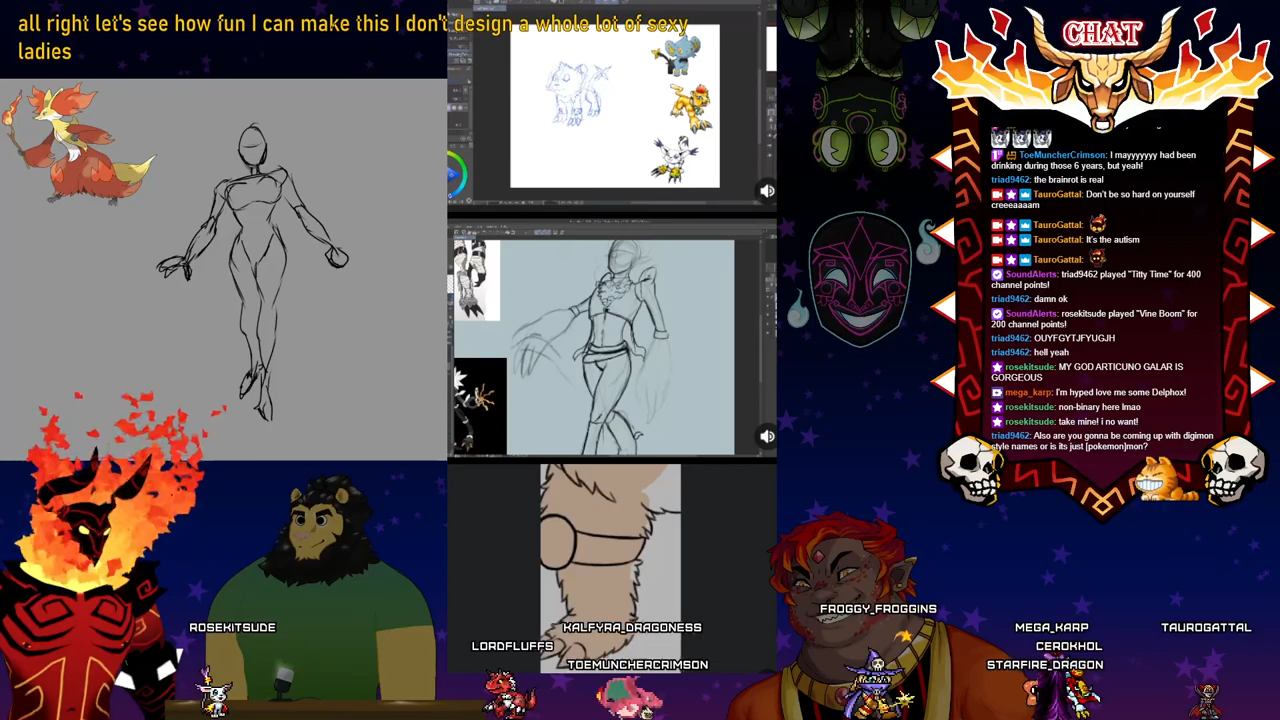 all right let's see how fun I can make this I don't design a whole lot of sexy
ladies
CHAT
ToeMuncherCrimson: I mayyyyyy had been
drinking during those 6 years, but yeah!
triad9462: the brainrot is real
TauroGattal: Don't be so hard on yourself
creeeaaaam
TauroGattal:
TauroGattal: It's the autism
TauroGattal:
SoundAlerts: triad9462 played "Titty Time" for 400
channel points!
triad9462: damn ok
SoundAlerts: rosekitsude played "Vine Boom" for
200 channel points!
triad9462: OUYFGYTJFYUGJH
triad9462: hell yeah
rosekitsude: MY GOD ARTICUNO GALAR IS
GORGEOUS
mega_karp: I'm hyped love me some Delphox!
rosekitsude: non-binary here lmao
rosekitsude: take mine! i no want!
triad9462: Also are you gonna be coming up with digimon
style names or is its just [pokemon]mon?
FROGGY_FROGGINS
ROSEKITSUDE
KALFYRA_DRAGONESS
MEGA_KARP
TAUROGATTAL
LORDFLUFFS
CEROKHOL
TOEMUNCHERCRIMSON
STARFIRE_DRAGON